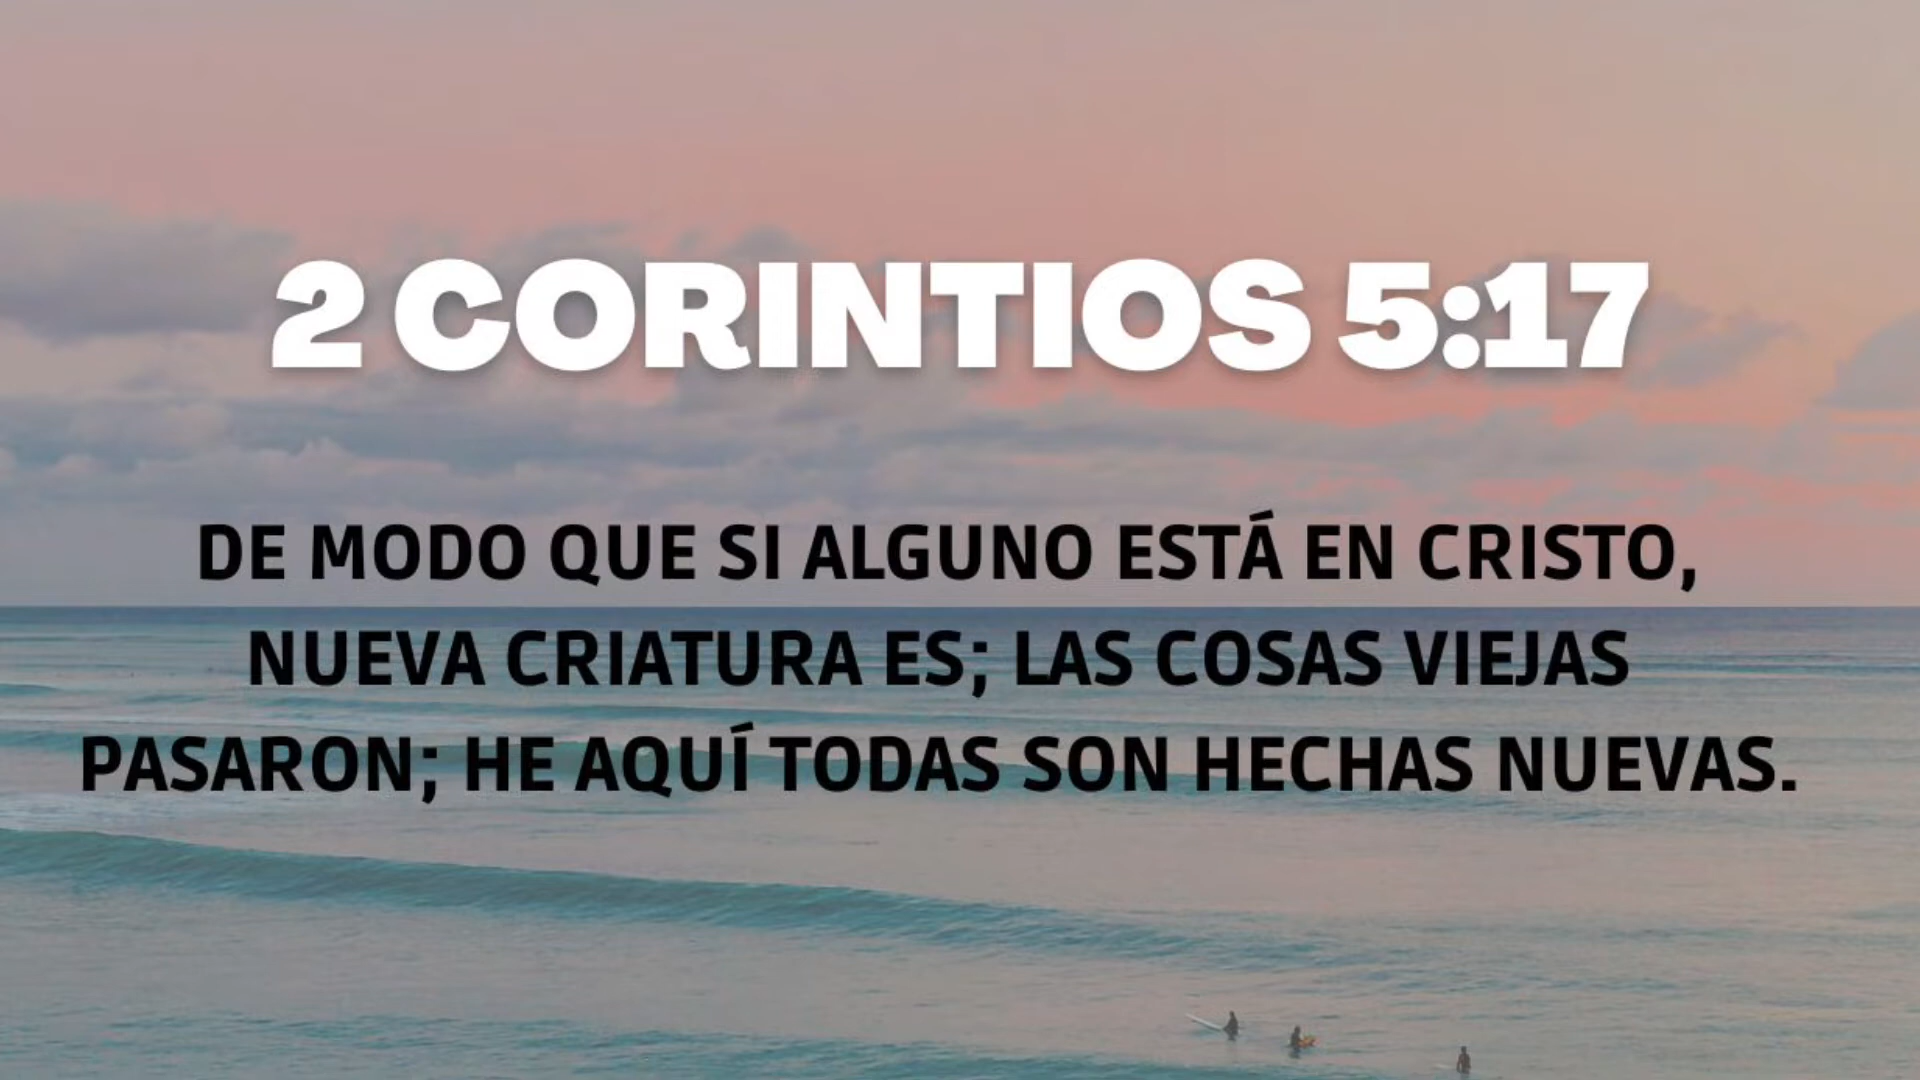 2 CORINTIOS 5:17
DE MODO QUE SI ALGUNO ESTÁ EN CRISTO,
NUEVA CRIATURA ES; LAS COSAS VIEJAS
PASARON; HE AQUÍ TODAS SON HECHAS NUEVAS.